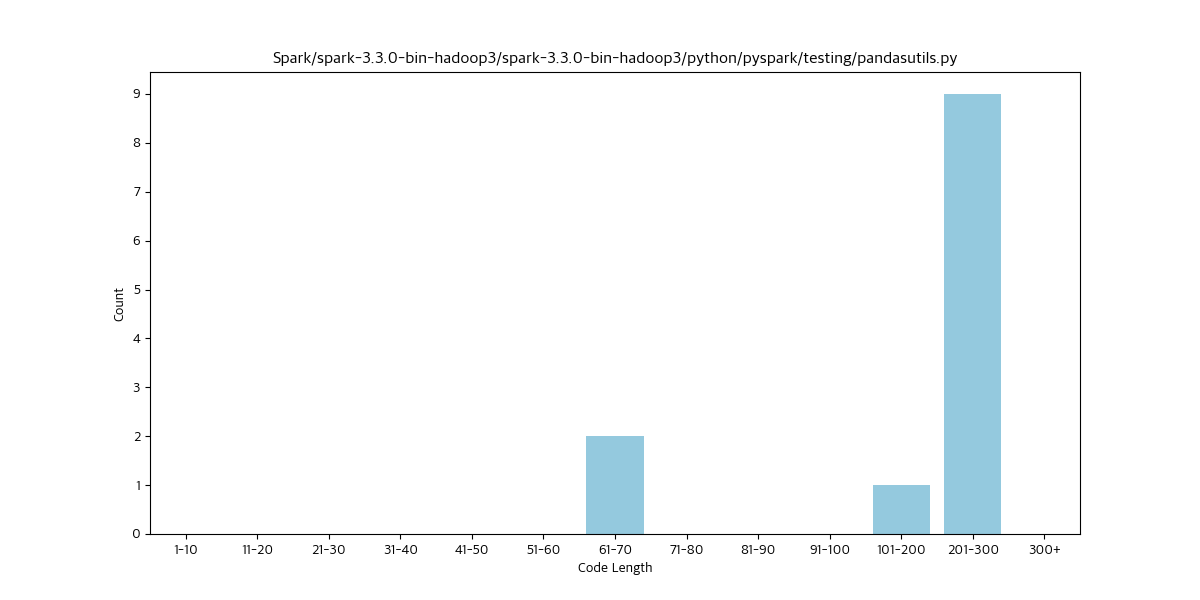 Spark/spark-3.3.0-bin-hadoop3/spark-3.3.0-bin-hadoop3/python/pyspark/testing/pandasutils.py
9
8
7
6
5
4
3
2
1
0
Count
1-10 11-20 21-30 31-40 41-50 51-60 61-70 71-80 81-90 91-100 101-200 201-300 300+
Code Length